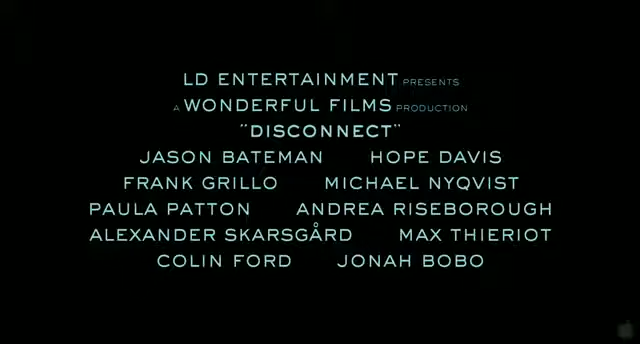 LD ENTERTAINMENT PRESENTS
A WONDERFUL FILMS PRODUCTION
"DISCONNECT"
JASON BATEMAN HOPE DAVIS
FRANK GRILLO MICHAEL NYQVIST
PAULA PATTON ANDREA RISEBOROUGH
ALEXANDER SKARSGÅRD MAX THIERIOT
COLIN FORD JONAH BOBO